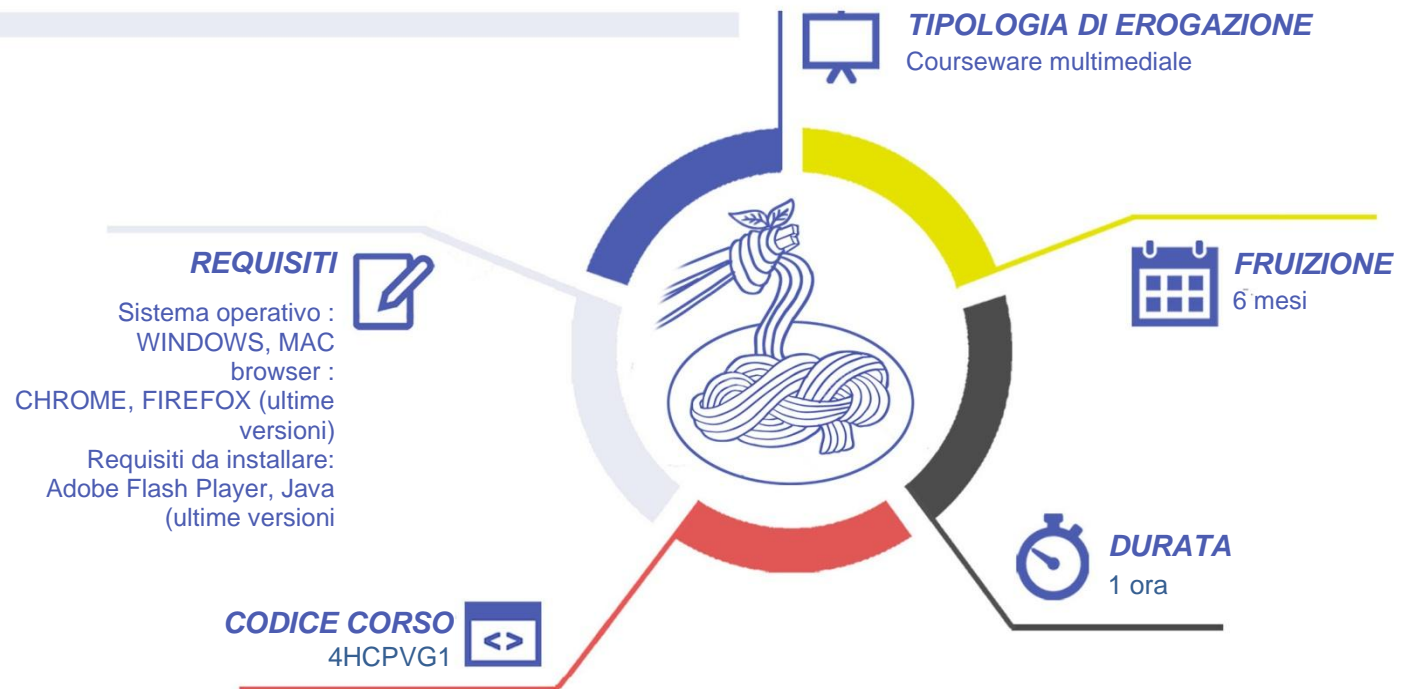 TIPOLOGIA DI EROGAZIONE
Courseware multimediale
REQUISITI
Sistema operativo :
WINDOWS, MAC
browser :
CHROME, FIREFOX (ultime
versioni)
Requisiti da installare:
Adobe Flash Player, Java
(ultime versioni
FRUIZIONE
6 mesi
DURATA
1 ora
CODICE CORSO
<>
4HCPVG1